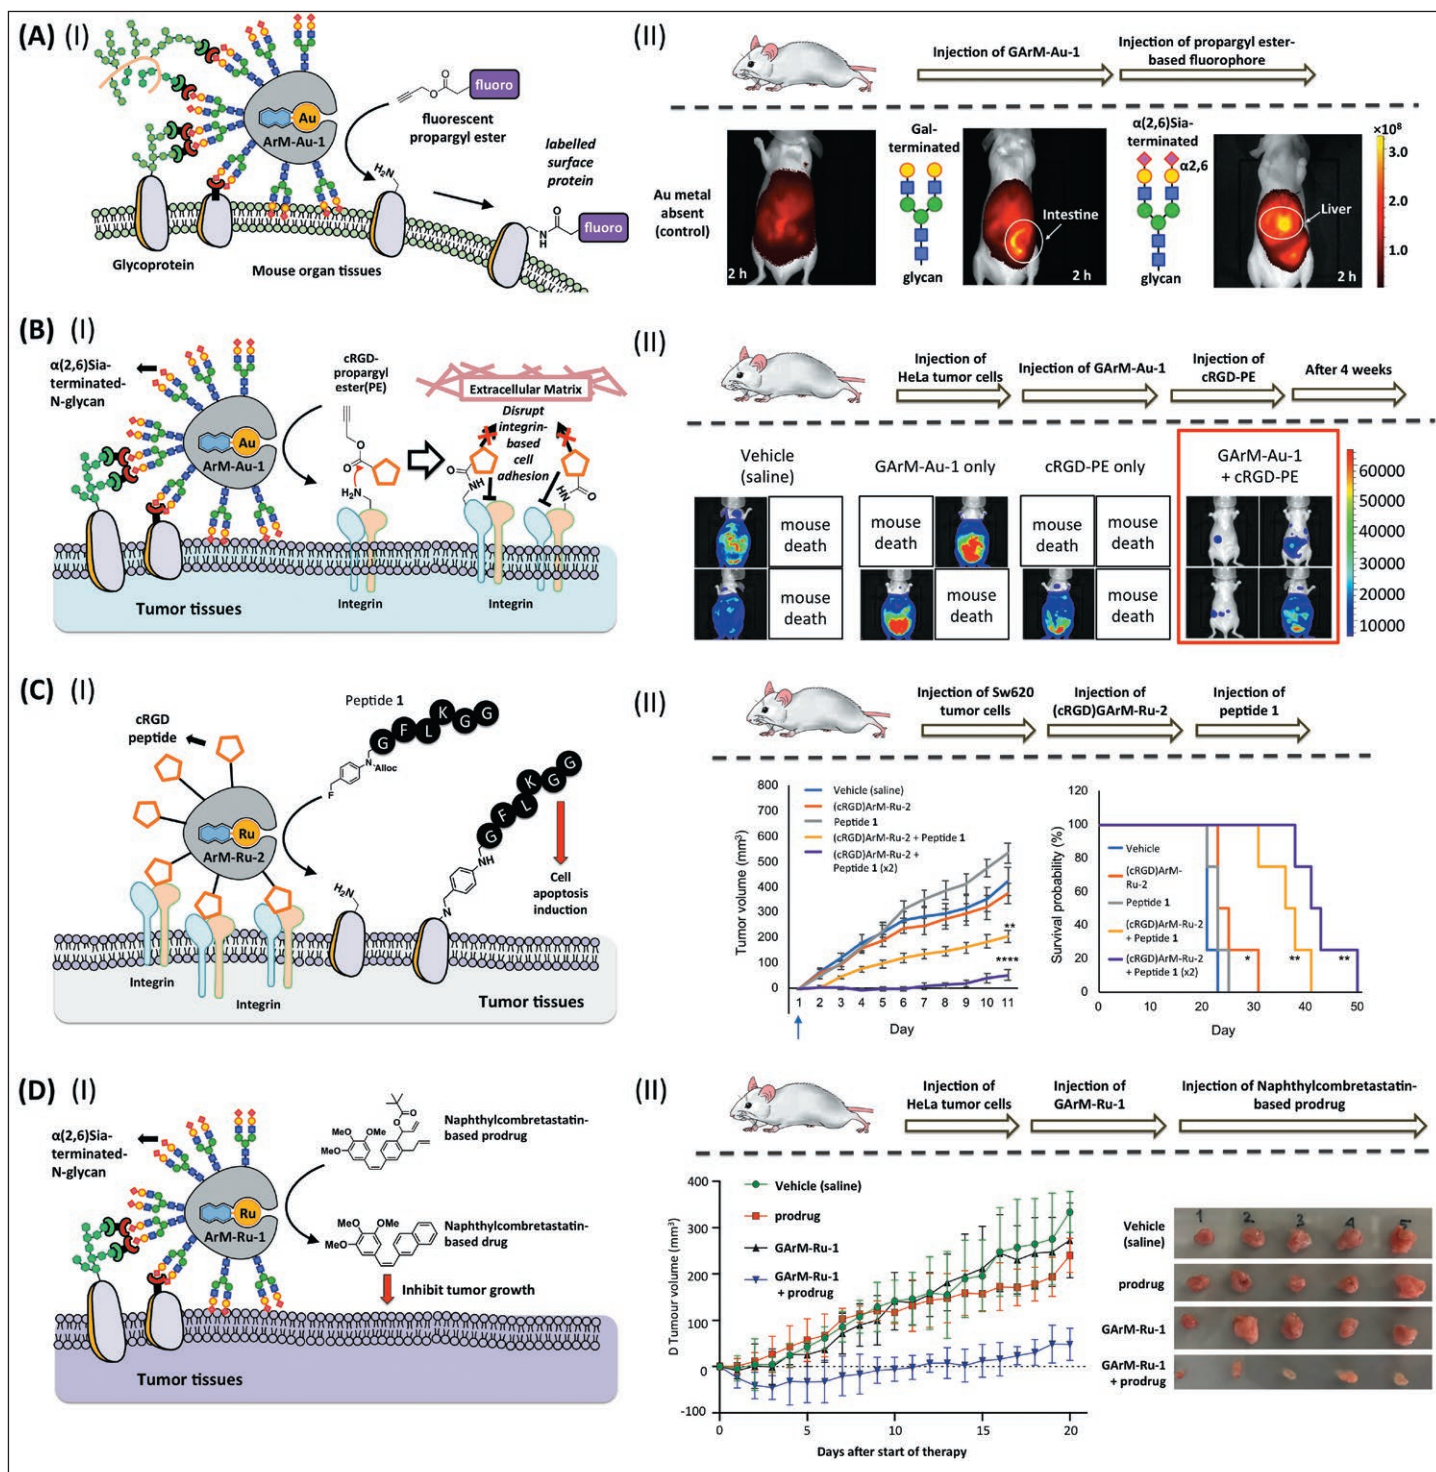 (A) (I)
Au
ArM-Au-1
fluoro
fluorescent
propargyl ester
H₂N
labelled
surface
protein
Glycoprotein
Mouse organ tissues
N
H
O
fluoro
(II)
Injection of GArM-Au-1
Injection of propargyl ester-
based fluorophore
Au metal
absent
(control)
2 h
Gal-
terminated
glycan
Intestine
2 h
α(2,6)Sia-
terminated
α2,6
glycan
Liver
2 h
×10⁸
3.0
2.0
1.0
(B) (I)
α(2,6)Sia-
terminated-
N-glycan
Au
ArM-Au-1
cRGD-
propargyl
ester(PE)
Extracellular Matrix
Disrupt
integrin-
based
cell
adhesion
H₂N
NH
HN
Integrin
Integrin
Tumor tissues
(II)
Injection of
HeLa tumor cells
Injection of GArM-Au-1
Injection of
cRGD-PE
After 4 weeks
Vehicle
(saline)
GArM-Au-1 only
cRGD-PE only
GArM-Au-1
+ cRGD-PE
mouse
death
mouse
death
mouse
death
mouse
death
mouse
death
mouse
death
mouse
death
mouse
death
60000
50000
40000
30000
20000
10000
(C) (I)
cRGD
peptide
Peptide 1
G F L K G G
N
Alloc
F
Ru
ArM-Ru-2
H₂N
G F L K G G
NH
N
Cell
apoptosis
induction
Integrin
Integrin
Tumor tissues
(II)
Injection of Sw620
tumor cells
Injection of
(cRGD)GArM-Ru-2
Injection of
peptide 1
Tumor volume (mm³)
800
700
600
500
400
300
200
100
0
Vehicle (saline)
(cRGD)ArM-Ru-2
Peptide 1
(cRGD)ArM-Ru-2 + Peptide 1
(cRGD)ArM-Ru-2 +
Peptide 1 (x2)
**
****
1 2 3 4 5 6 7 8 9 10 11
Day
Survival probability (%)
120
100
80
60
40
20
0
Vehicle
(cRGD)ArM-
Ru-2
Peptide 1
(cRGD)ArM-Ru-2
+ Peptide 1
(cRGD)ArM-Ru-2
+ Peptide 1 (x2)
* ** **
0 10 20 30 40 50
Day
(D) (I)
α(2,6)Sia-
terminated-
N-glycan
Ru
ArM-Ru-1
MeO
OMe
MeO
Naphthylcombretastatin-
based prodrug
MeO
OMe
MeO
Naphthylcombretastatin-
based drug
Inhibit tumor growth
Tumor tissues
(II)
Injection of
HeLa tumor cells
Injection of
GArM-Ru-1
Injection of Naphthylcombretastatin-
based prodrug
D Tumour volume (mm³)
400
300
200
100
0
-100
Vehicle (saline)
prodrug
GArM-Ru-1
GArM-Ru-1
+ prodrug
0 5 10 15 20
Days after start of therapy
Vehicle
(saline)
1 2 3 4 5
prodrug
GArM-Ru-1
GArM-Ru-1
+ prodrug